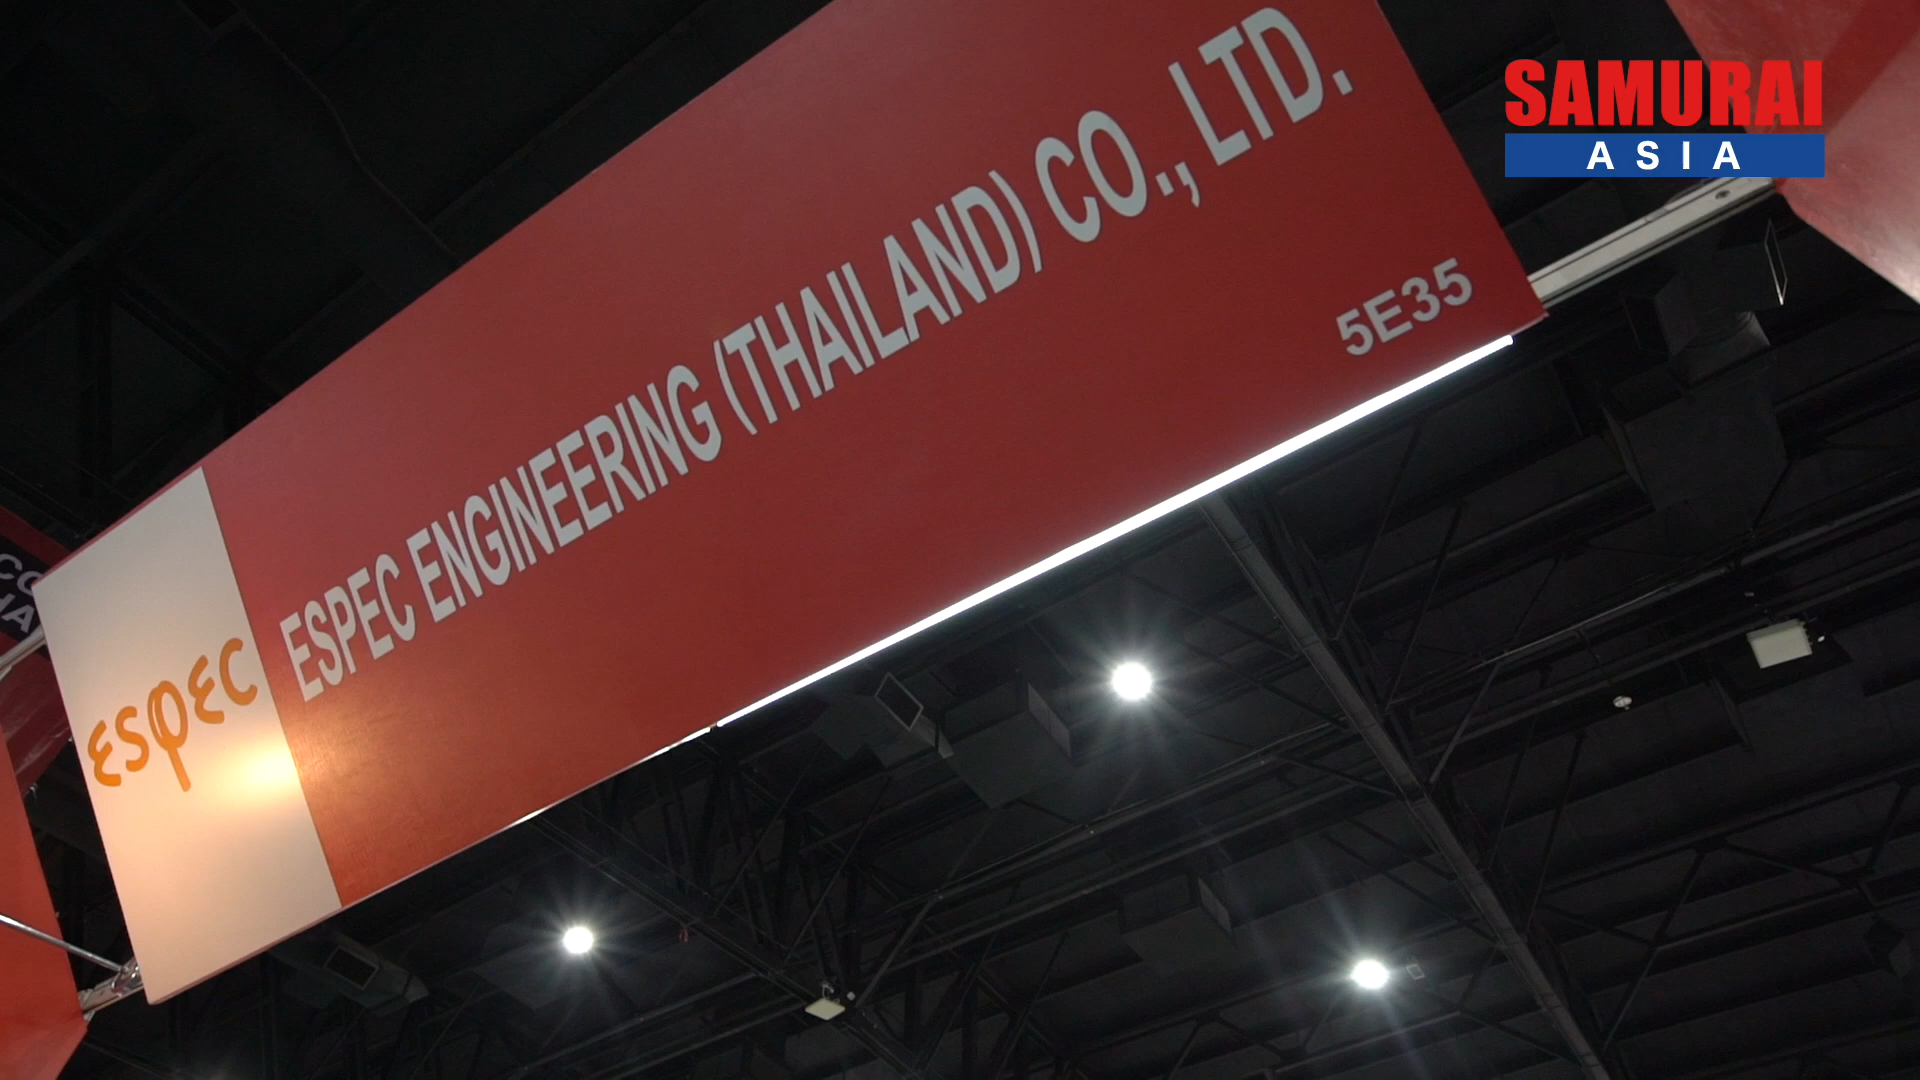 SAMURAI
ASIA
ESPEC ENGINEERING (THAILAND) CO., LTD.
5E35
ESPEC